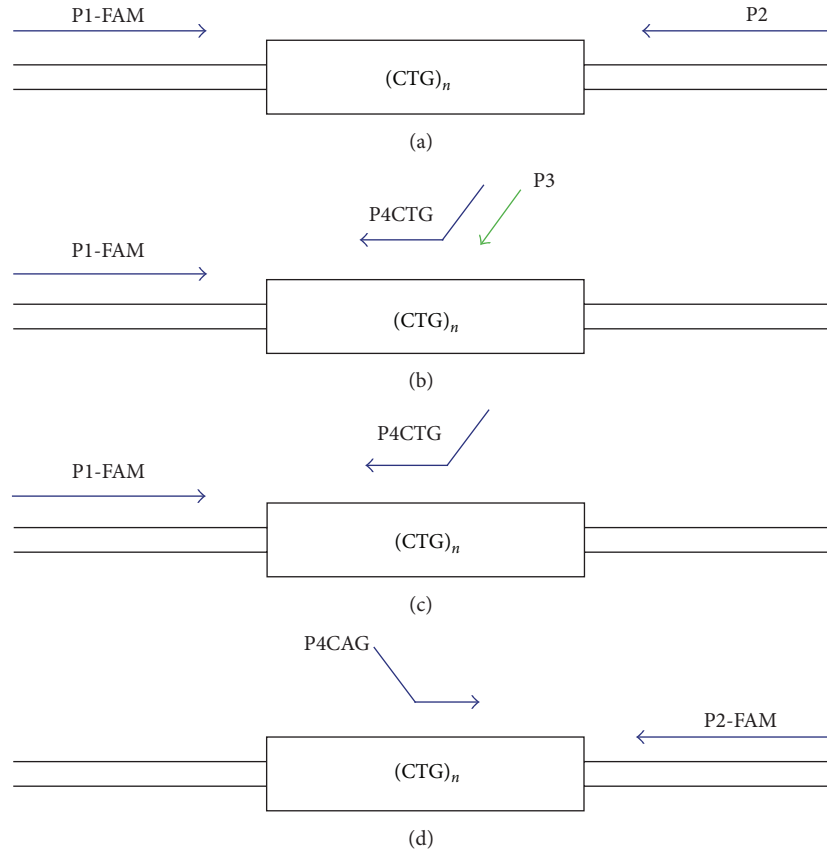 P1-FAM P2
(CTG)n
(a)
P3
P4CTG
P1-FAM
(CTG)n
(b)
P4CTG
P1-FAM
(CTG)n
(c)
P4CAG
P2-FAM
(CTG)n
(d)